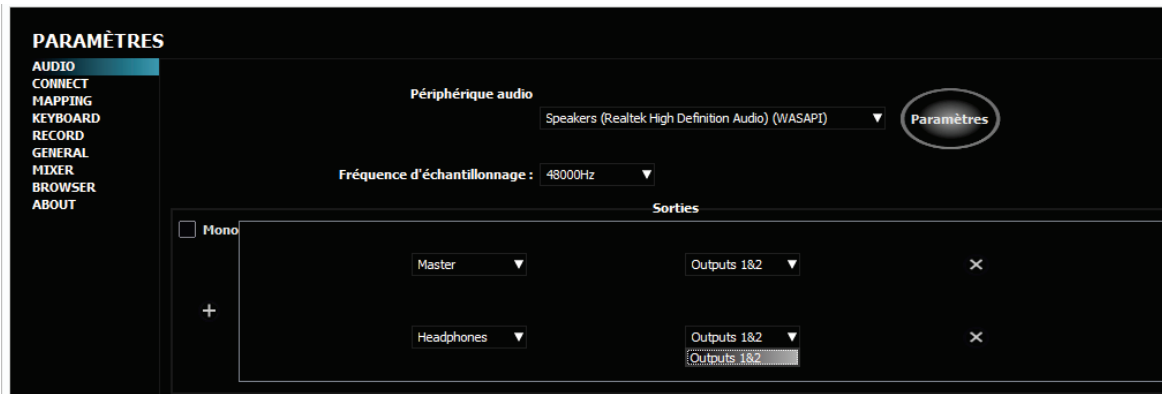 PARAMÈTRES
AUDIO
CONNECT
MAPPING
KEYBOARD
RECORD
GENERAL
MIXER
BROWSER
ABOUT
Périphérique audio
Speakers (Realtek High Definition Audio) (WASAPI)
Paramètres
Fréquence d'échantillonnage : 48000Hz
Sorties
Mono
Master Outputs 1&2
Headphones Outputs 1&2
Outputs 1&2